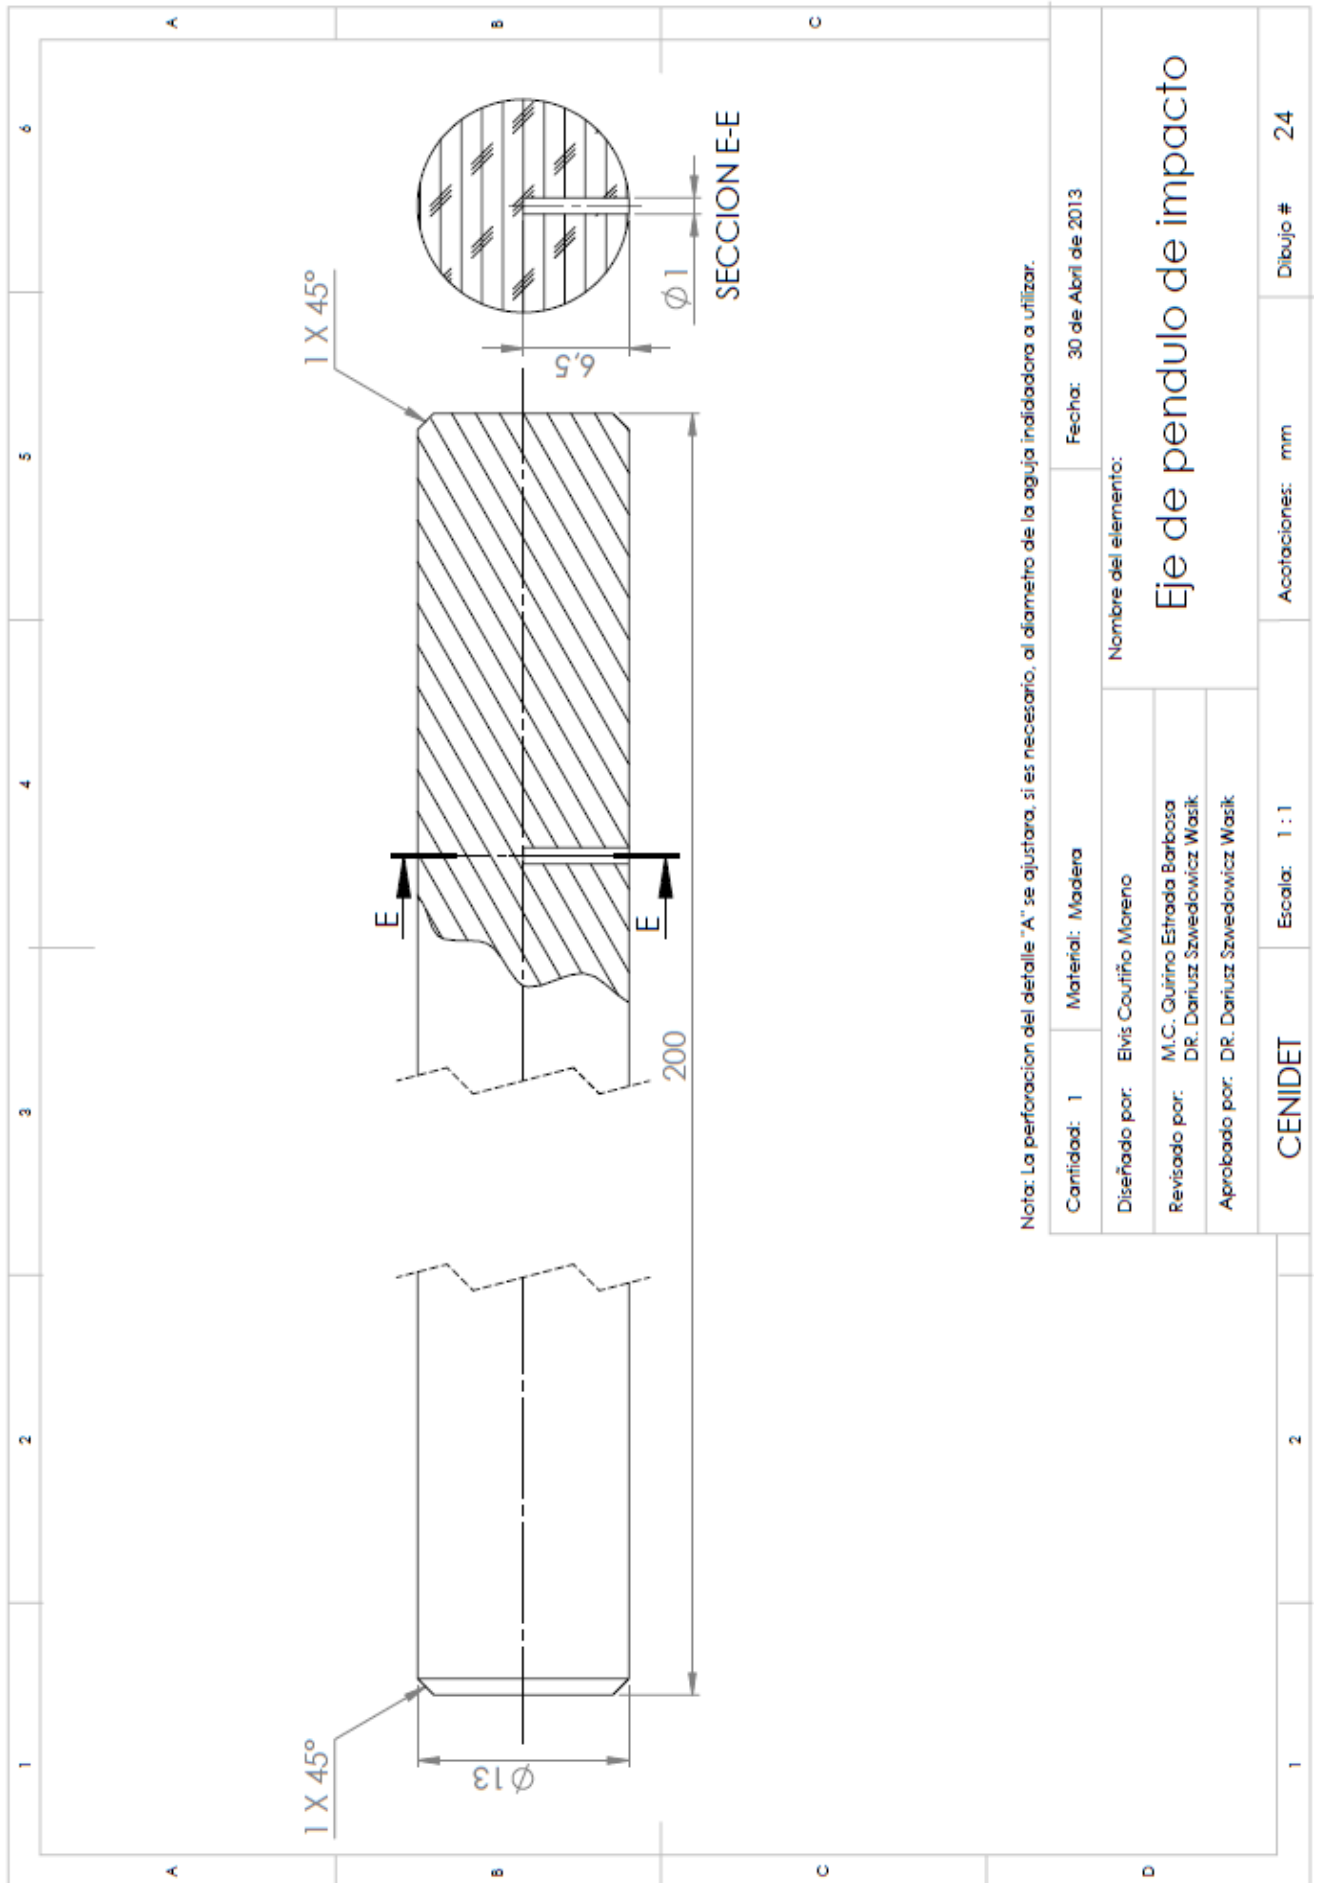 1 2 3 4 5 6
A
A
B
B
C
C
D
1 2
1 X 45°
1 X 45°
Ø 13
E
E
200
6,5
Ø 1
SECCION E-E
Nota: La perforacion del detalle "A" se ajustara, si es necesario, al diametro de la aguja indidadora a utilizar.
Cantidad: 1 Material: Madera Fecha: 30 de Abril de 2013
Diseñado por: Elvis Coutiño Moreno
Nombre del elemento:
Revisado por: M.C. Quirino Estrada Barbosa
DR. Dariusz Szwedowicz Wasik
Eje de pendulo de impacto
Aprobado por: DR. Dariusz Szwedowicz Wasik
CENIDET Escala: 1 : 1 Acotaciones: mm Dibujo # 24